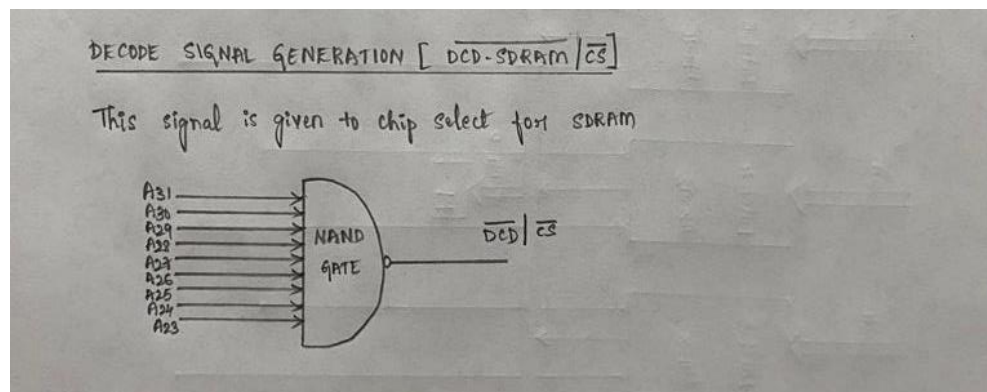 DECODE SIGNAL GENERATION [ DCD-SDRAM / CS ]
This signal is given to chip select for SDRAM
A31
A30
A29
A28
A27
A26
A25
A24
A23
NAND
GATE
DCD | CS